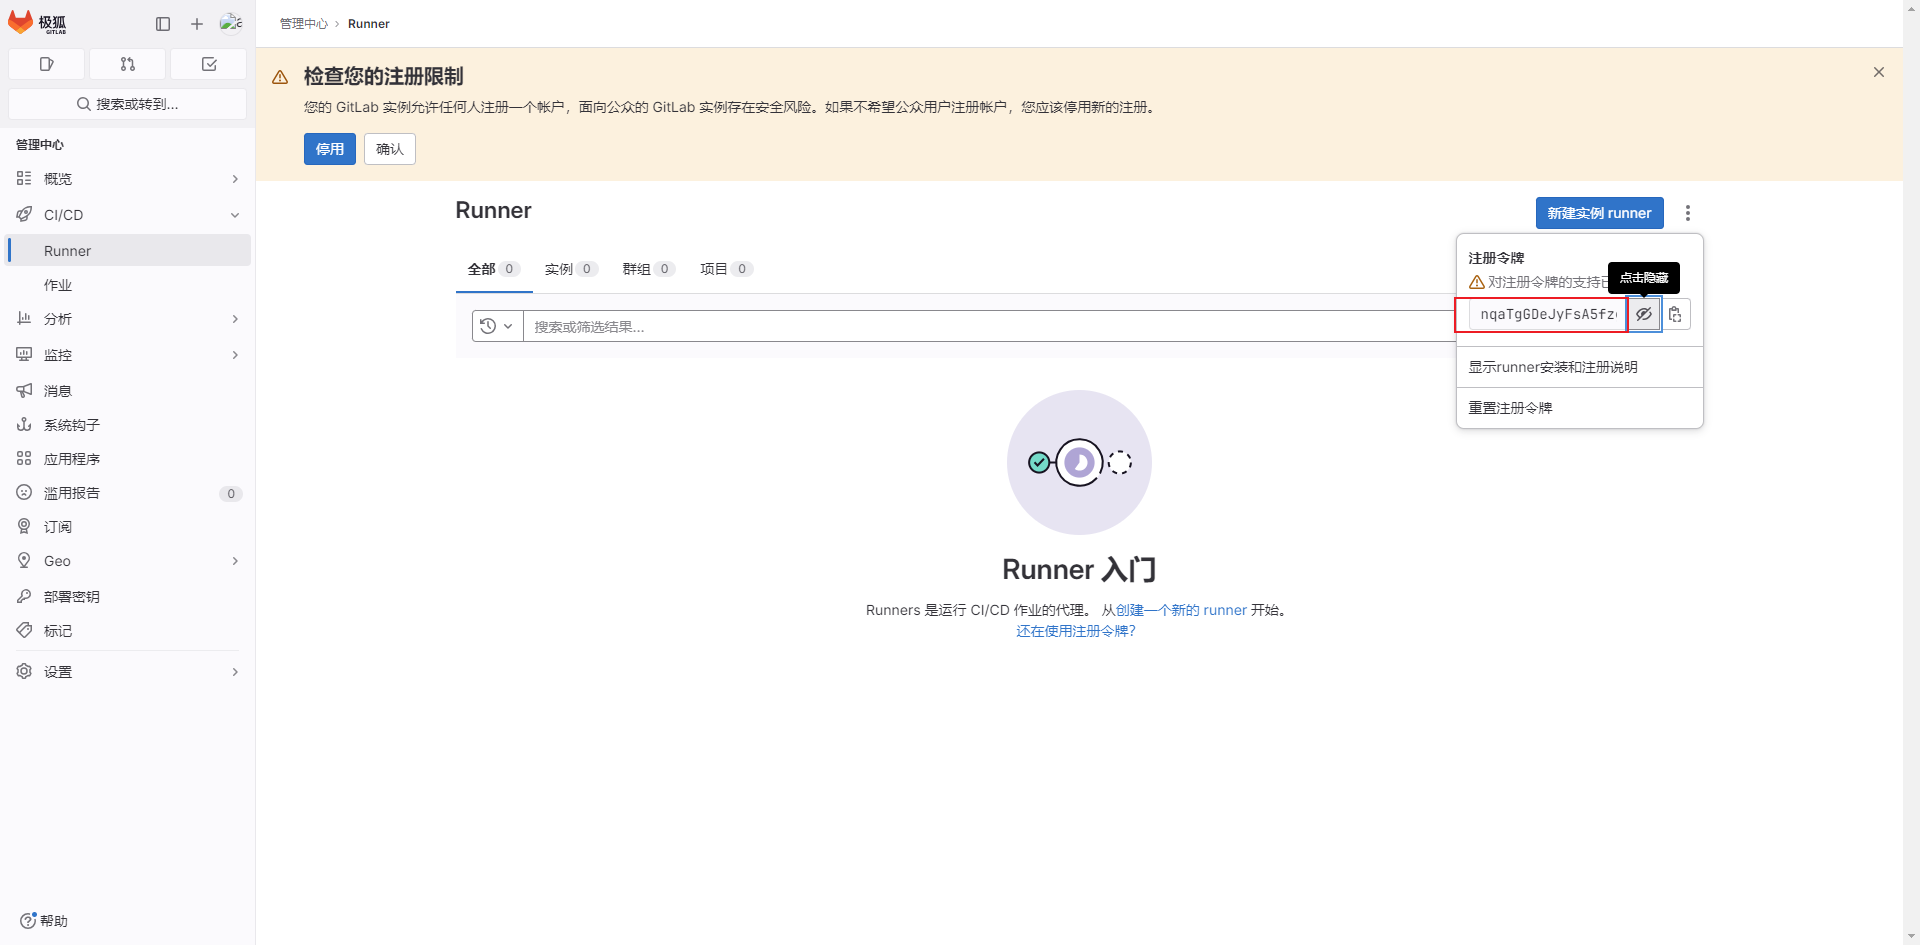 极狐
GITLAB
搜索或转到...
管理中心
概览
CI/CD
Runner
作业
分析
监控
消息
系统钩子
应用程序
滥用报告 0
订阅
Geo
部署密钥
标记
设置
帮助
管理中心 › Runner
检查您的注册限制
您的 GitLab 实例允许任何人注册一个帐户，面向公众的 GitLab 实例存在安全风险。如果不希望公众用户注册帐户，您应该停用新的注册。
停用 确认
Runner
新建实例 runner
全部 0 实例 0 群组 0 项目 0
搜索或筛选结果...
注册令牌
对注册令牌的支持
点击隐藏
nqaTgGDeJyFsA5fz
显示runner安装和注册说明
重置注册令牌
Runner 入门
Runners 是运行 CI/CD 作业的代理。 从创建一个新的 runner 开始。
还在使用注册令牌？